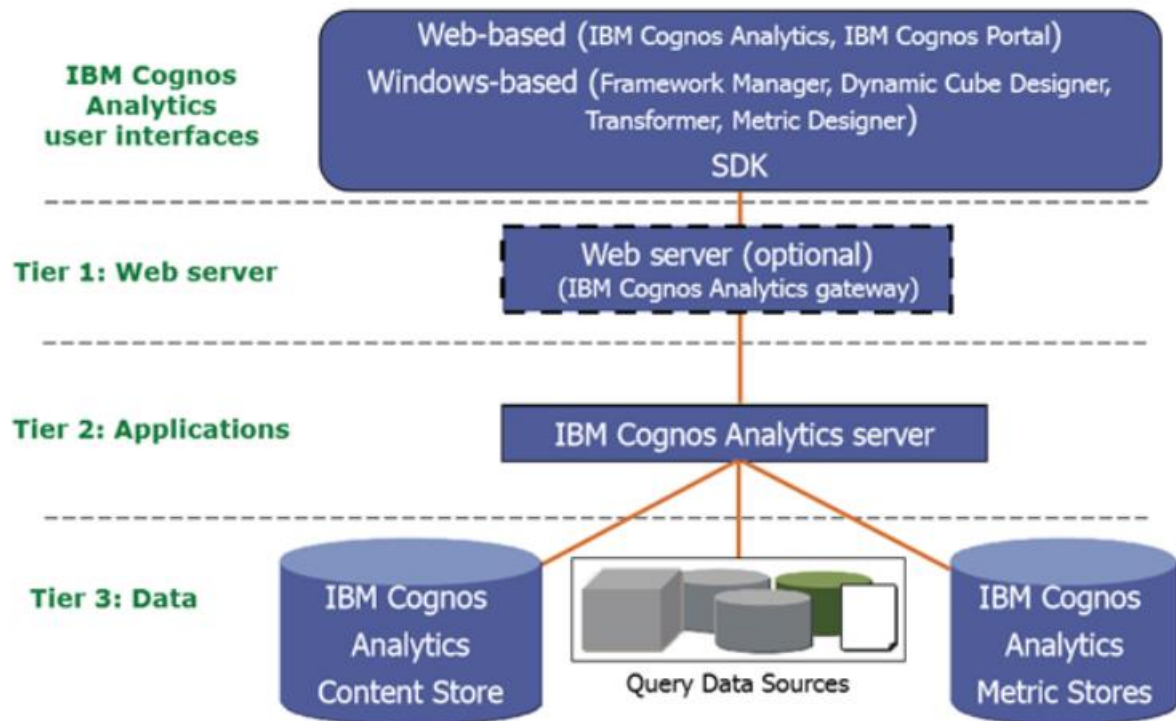 IBM Cognos
Analytics
user interfaces
Web-based (IBM Cognos Analytics, IBM Cognos Portal)
Windows-based (Framework Manager, Dynamic Cube Designer,
Transformer, Metric Designer)
SDK
Tier 1: Web server
Web server (optional)
(IBM Cognos Analytics gateway)
Tier 2: Applications
IBM Cognos Analytics server
Tier 3: Data
IBM Cognos
Analytics
Content Store
Query Data Sources
IBM Cognos
Analytics
Metric Stores